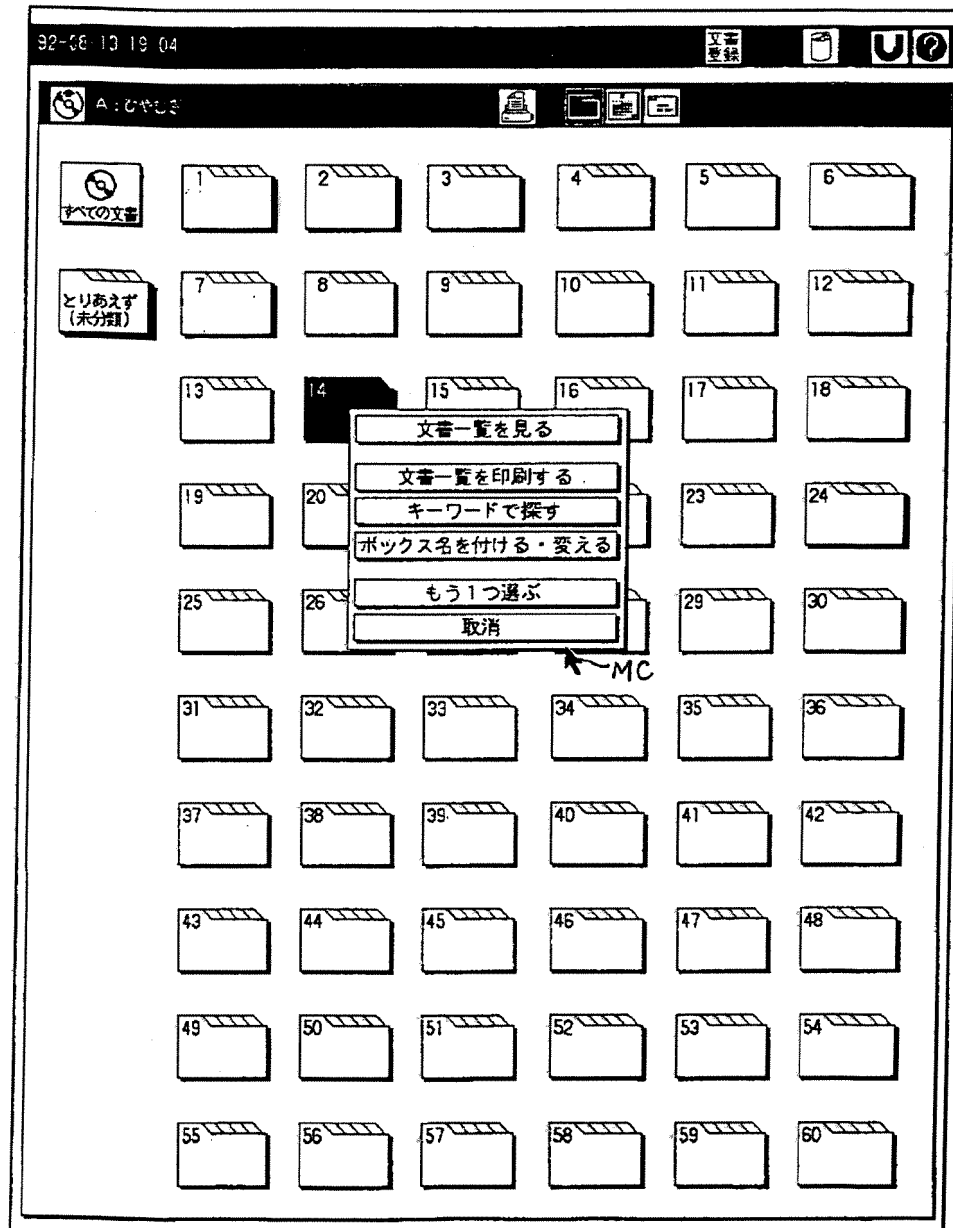 92-08-13 19 04
文書
登録
U ?
A:
すべての文書
1 2 3 4 5 6
とりあえず
(未分類)
7 8 9 10 11 12
13 14 15 16 17 18
文書一覧を見る
文書一覧を印刷する
19 20 23 24
キーワードで探す
ボックス名を付ける・変える
もう1つ選ぶ
25 26 29 30
取消
MC
31 32 33 34 35 36
37 38 39 40 41 42
43 44 45 46 47 48
49 50 51 52 53 54
55 56 57 58 59 60